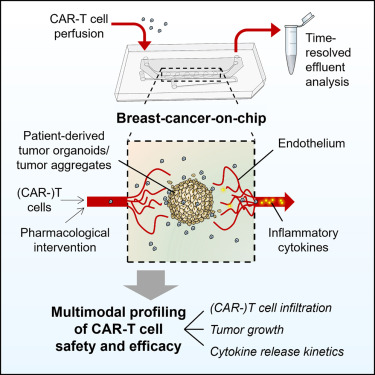 CAR-T cell
perfusion
Time-
resolved
effluent
analysis
Breast-cancer-on-chip
Patient-derived
tumor organoids/
tumor aggregates
Endothelium
(CAR-)T
cells
Pharmacological
intervention
Inflammatory
cytokines
Multimodal profiling
of CAR-T cell
safety and efficacy
(CAR-)T cell infiltration
Tumor growth
Cytokine release kinetics